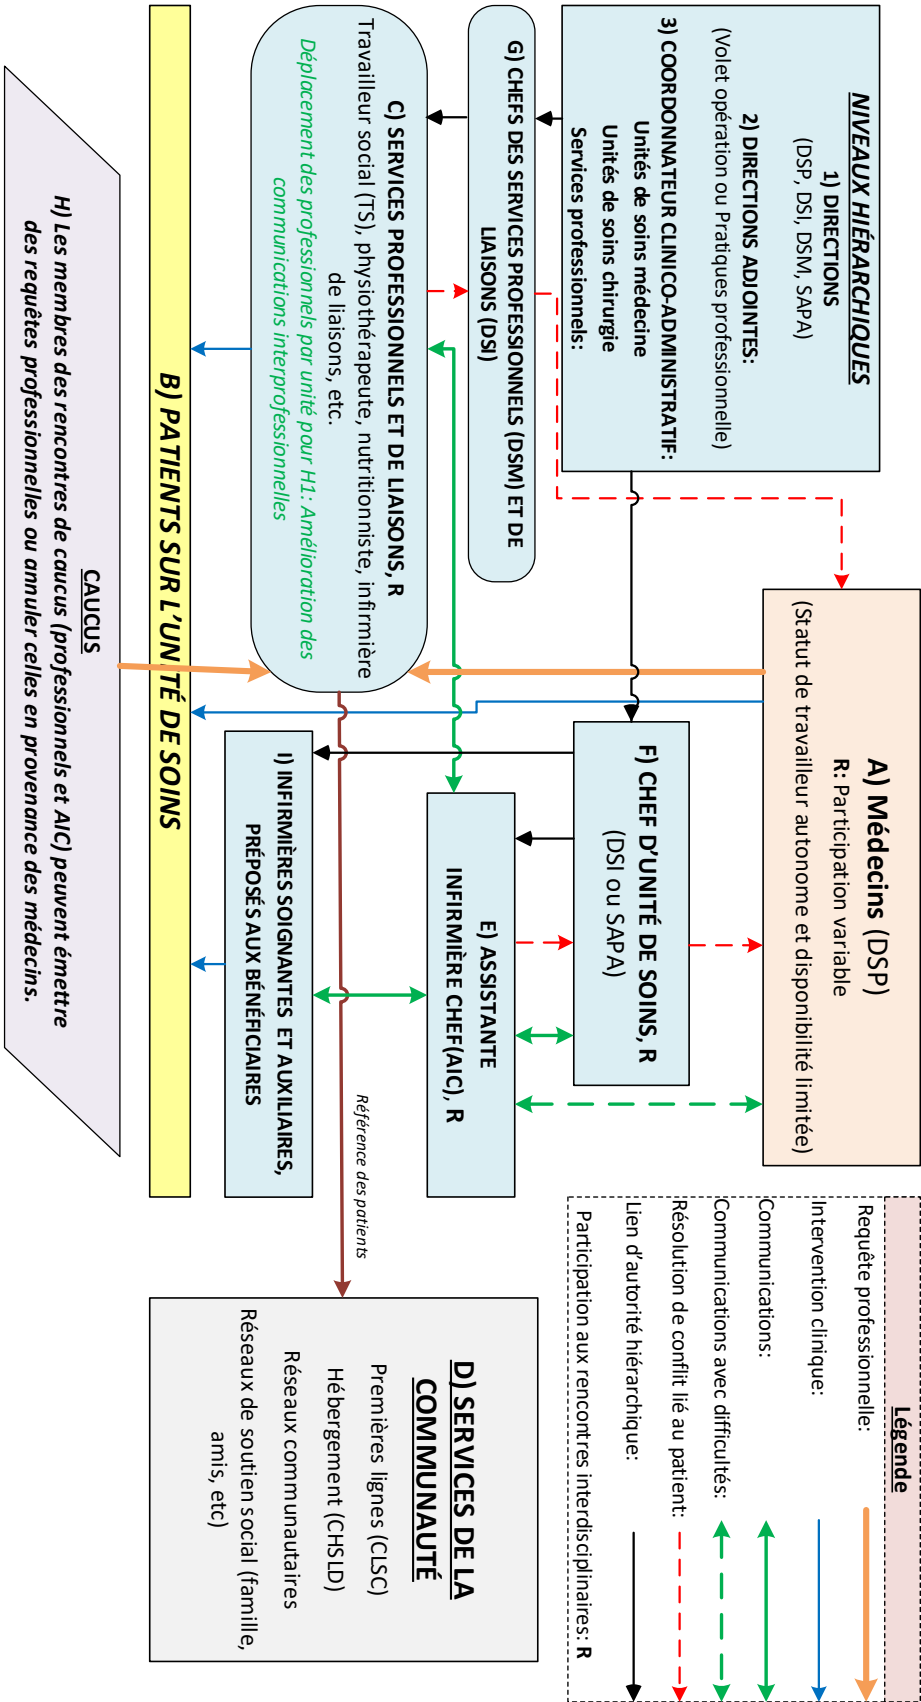 NIVEAUX HIÉRARCHIQUES
1) DIRECTIONS
(DSP, DSI, DSM, SAPA)
2) DIRECTIONS ADJOINTES:
(Volet opération ou Pratiques professionnelle)
3) COORDONNATEUR CLINICO-ADMINISTRATIF:
Unités de soins médecine
Unités de soins chirurgie
Services professionnels:
A) Médecins (DSP)
R: Participation variable
(Statut de travailleur autonome et disponibilité limitée)
Légende
Requête professionnelle:
Intervention clinique:
Communications:
Communications avec difficultés:
Résolution de conflit lié au patient:
Lien d'autorité hiérarchique:
Participation aux rencontres interdisciplinaires: R
G) CHEFS DES SERVICES PROFESSIONNELS (DSM) ET DE
LIAISONS (DSI)
F) CHEF D'UNITÉ DE SOINS, R
(DSI ou SAPA)
C) SERVICES PROFESSIONNELS ET DE LIAISONS, R
Travailleur social (TS), physiothérapeute, nutritionniste, infirmière
de liaisons, etc.
Déplacement des professionnels par unité pour H1: Amélioration des
communications interprofessionnelles
E) ASSISTANTE
INFIRMIÈRE CHEF(AIC), R
I) INFIRMIÈRES SOIGNANTES ET AUXILIAIRES,
PRÉPOSÉS AUX BÉNÉFICIAIRES
Référence des patients
D) SERVICES DE LA
COMMUNAUTÉ
Premières lignes (CLSC)
Hébergement (CHSLD)
Réseaux communautaires
Réseaux de soutien social (famille,
amis, etc)
B) PATIENTS SUR L'UNITÉ DE SOINS
CAUCUS
H) Les membres des rencontres de caucus (professionnels et AIC) peuvent émettre
des requêtes professionnelles ou annuler celles en provenance des médecins.